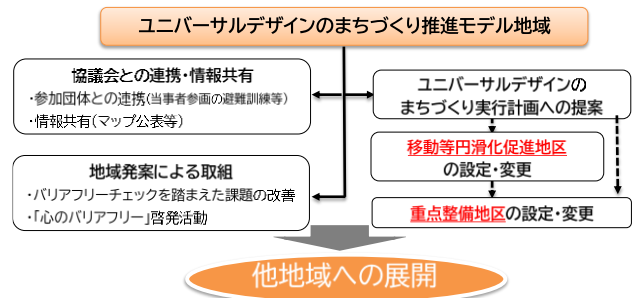 ユニバーサルデザインのまちづくり推進モデル地域
協議会との連携・情報共有
・参加団体との連携(当事者参画の避難訓練等)
・情報共有(マップ公表等)
地域発案による取組
・バリアフリーチェックを踏まえた課題の改善
・「心のバリアフリー」啓発活動
ユニバーサルデザインの
まちづくり実行計画への提案
移動等円滑化促進地区
の設定・変更
重点整備地区の設定・変更
他地域への展開